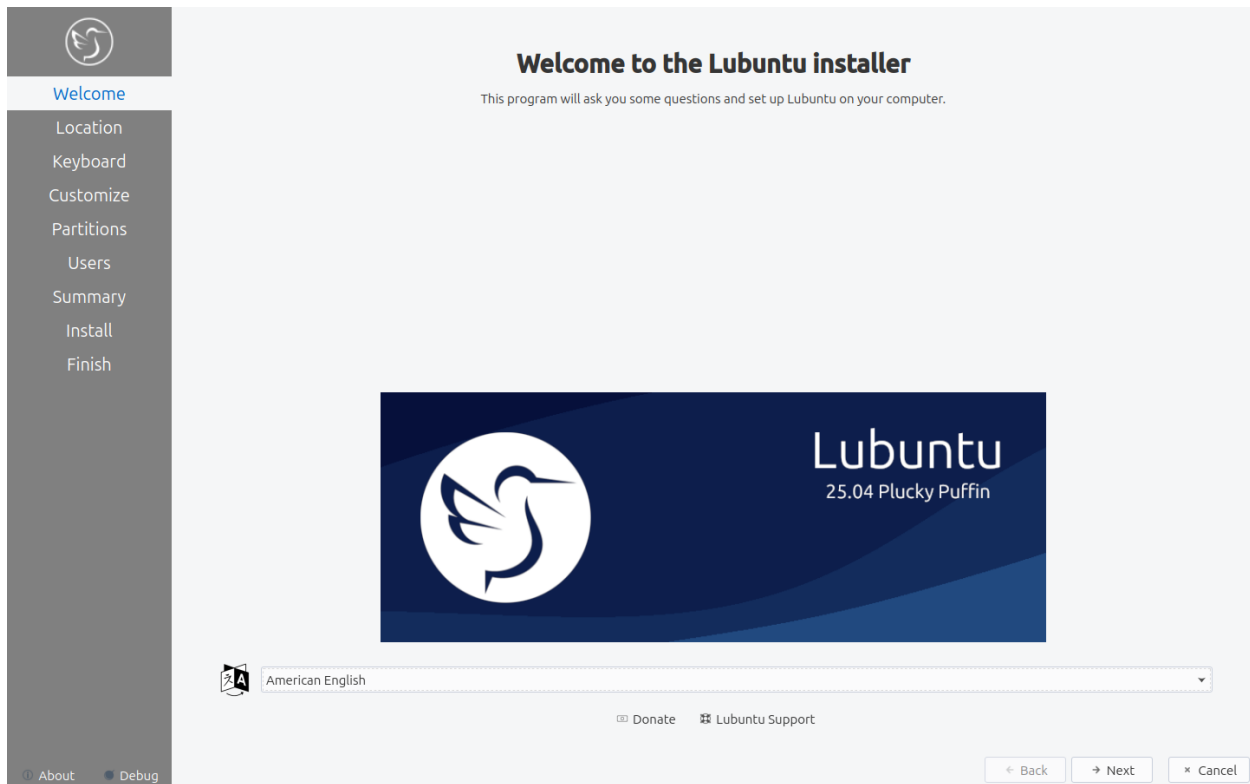 Welcome to the Lubuntu installer
This program will ask you some questions and set up Lubuntu on your computer.
Welcome
Location
Keyboard
Customize
Partitions
Users
Summary
Install
Finish
Lubuntu
25.04 Plucky Puffin
American English
Donate Lubuntu Support
About Debug
Back Next Cancel